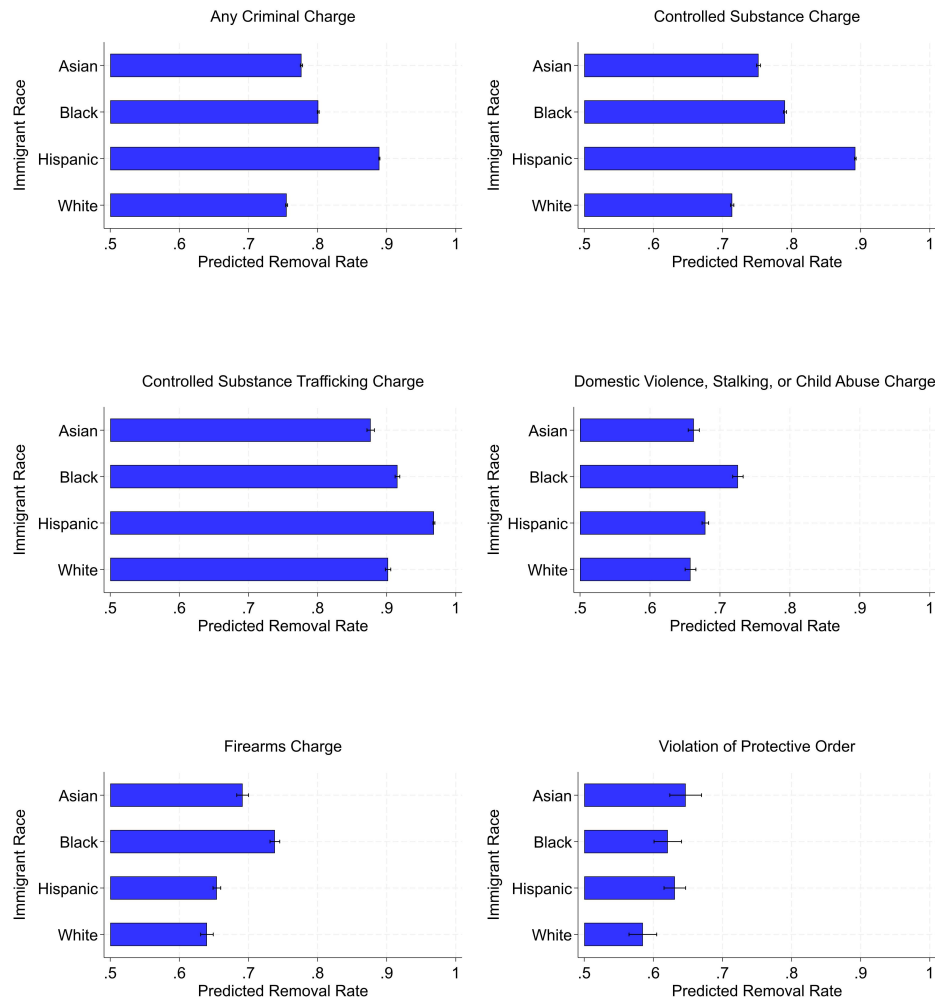 Any Criminal Charge
Immigrant Race
Asian
Black
Hispanic
White
.5 .6 .7 .8 .9 1
Predicted Removal Rate
Controlled Substance Charge
Immigrant Race
Asian
Black
Hispanic
White
.5 .6 .7 .8 .9 1
Predicted Removal Rate
Controlled Substance Trafficking Charge
Immigrant Race
Asian
Black
Hispanic
White
.5 .6 .7 .8 .9 1
Predicted Removal Rate
Domestic Violence, Stalking, or Child Abuse Charge
Immigrant Race
Asian
Black
Hispanic
White
.5 .6 .7 .8 .9 1
Predicted Removal Rate
Firearms Charge
Immigrant Race
Asian
Black
Hispanic
White
.5 .6 .7 .8 .9 1
Predicted Removal Rate
Violation of Protective Order
Immigrant Race
Asian
Black
Hispanic
White
.5 .6 .7 .8 .9 1
Predicted Removal Rate